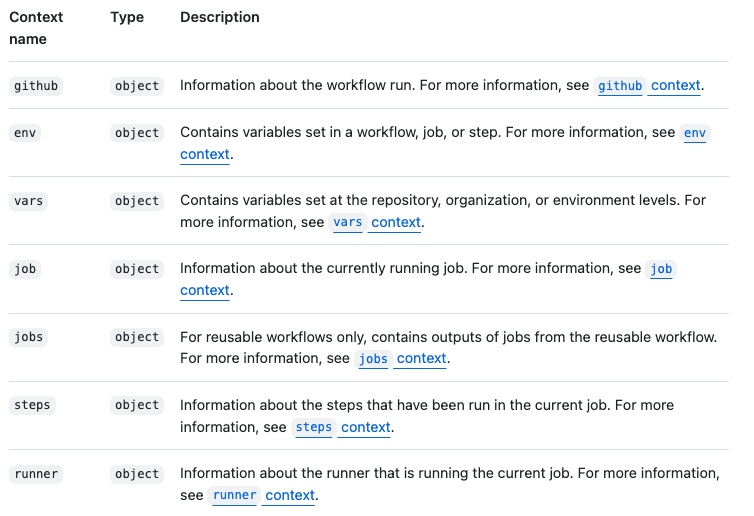 Context name Type Description
github object Information about the workflow run. For more information, see github context.
env object Contains variables set in a workflow, job, or step. For more information, see env
context.
vars object Contains variables set at the repository, organization, or environment levels. For
more information, see vars context.
job object Information about the currently running job. For more information, see job
context.
jobs object For reusable workflows only, contains outputs of jobs from the reusable workflow.
For more information, see jobs context.
steps object Information about the steps that have been run in the current job. For more
information, see steps context.
runner object Information about the runner that is running the current job. For more information,
see runner context.